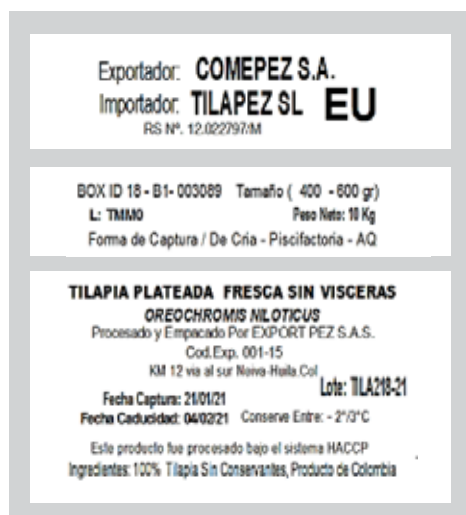 Exportador: COMEPEZ S.A.
Importador: TILAPEZ SL EU
RS Nº. 12.022797/M
BOX ID 18 - B1- 003089 Tamaño ( 400 - 600 gr)
L: TMM0 Peso Neto: 10 Kg
Forma de Captura / De Cria - Piscifactoria - AQ
TILAPIA PLATEADA FRESCA SIN VISCERAS
OREOCHROMIS NILOTICUS
Procesado y Empacado Por EXPORT PEZ S.A.S.
Cod.Exp. 001-15
KM 12 via al sur Neiva-Huila.Col
Lote: TILA218-21
Fecha Captura: 21/01/21
Fecha Caducidad: 04/02/21 Conserve Entre: - 2°/3°C
Este producto fue procesado bajo el sistema HACCP
Ingredientes: 100% Tilapia Sin Conservantes, Producto de Colombia